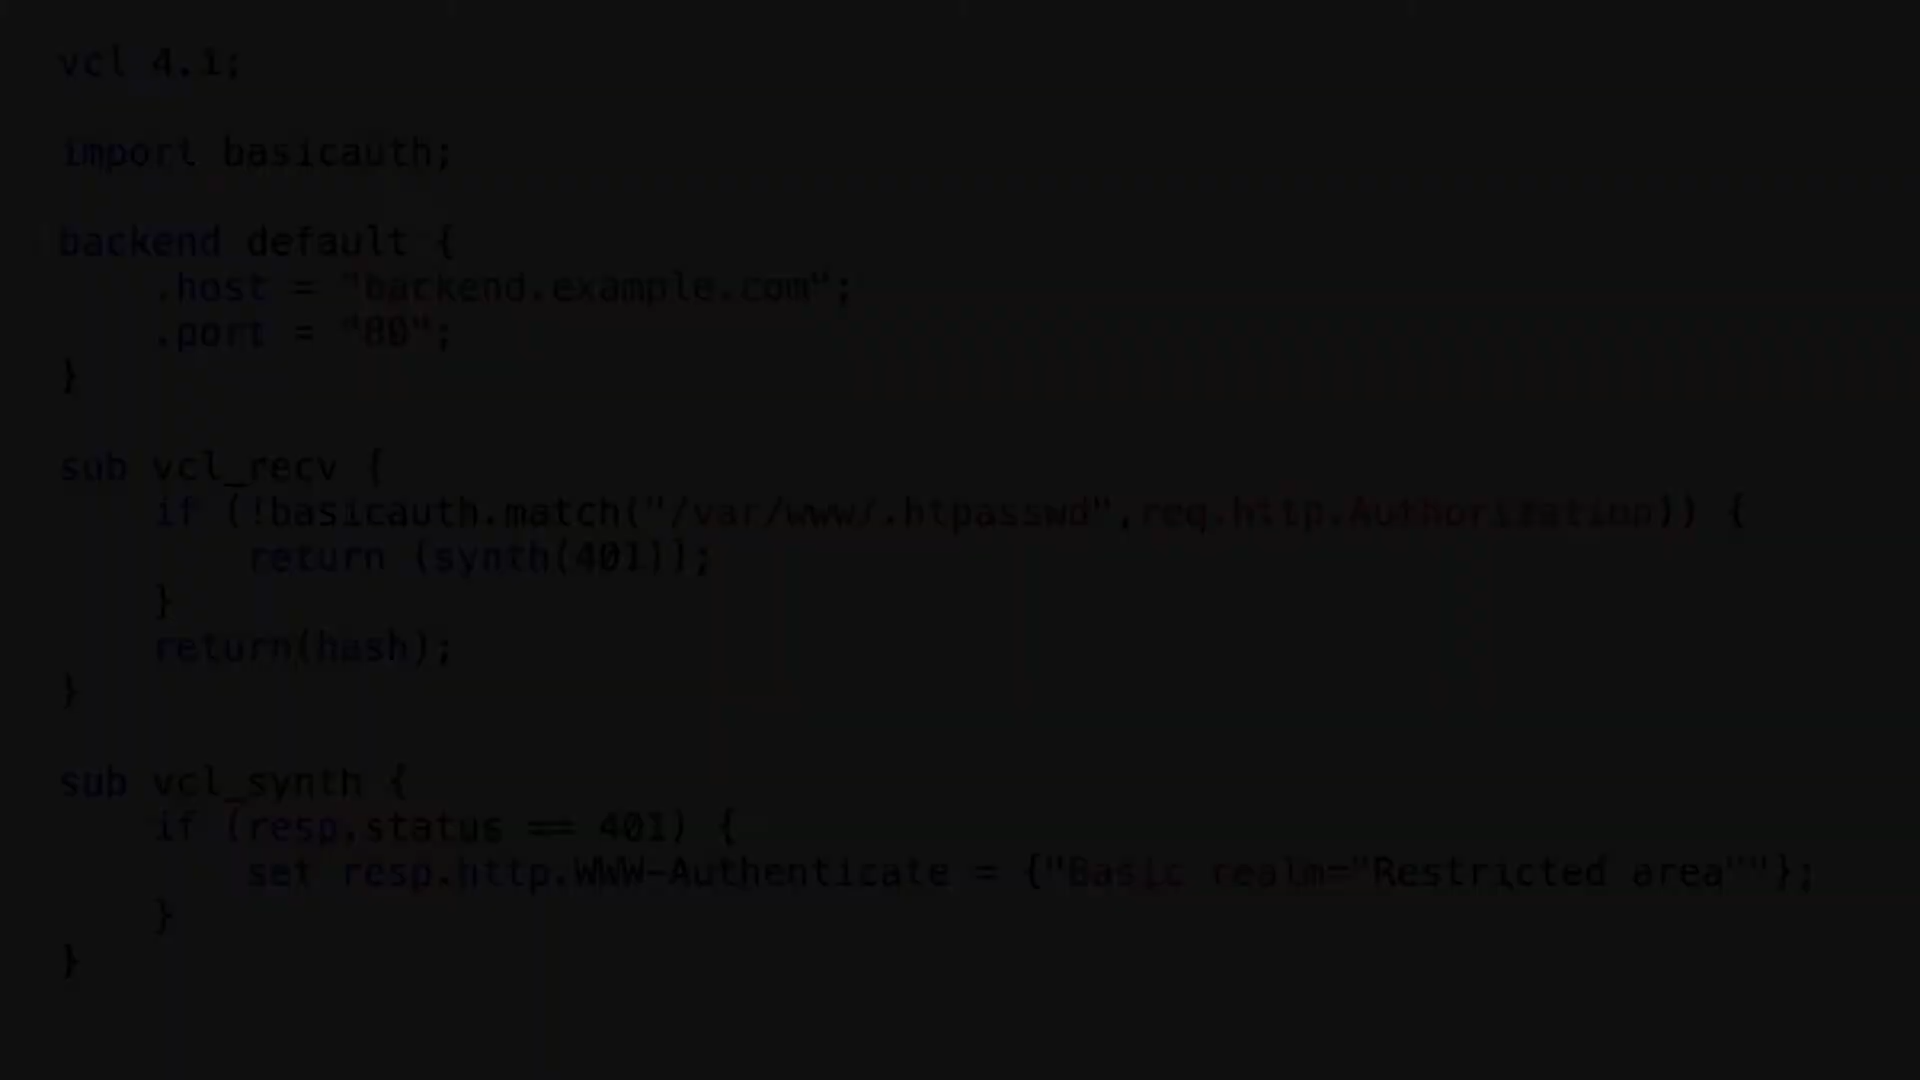 vcl 4.1;
import basicauth;
backend default {
.host = "backend.example.com";
.port = "80";
}
sub vcl_recv {
if (!basicauth.match("/var/www/.htpasswd",req.http.Authorization)) {
return (synth(401));
}
return(hash);
}
sub vcl_synth {
if (resp.status == 401) {
set resp.http.WWW-Authenticate = {"Basic realm="Restricted area""};
}
}